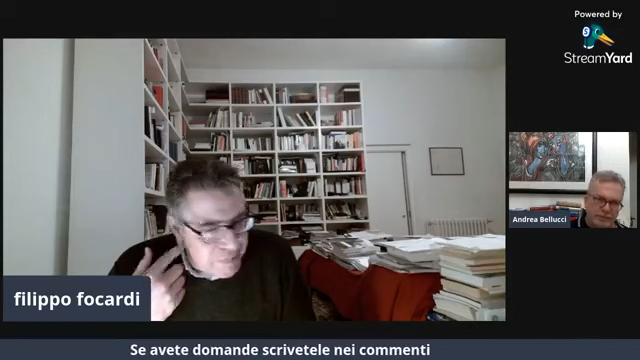 Powered by
StreamYard
Andrea Bellucci
filippo focardi
Se avete domande scrivetele nei commenti